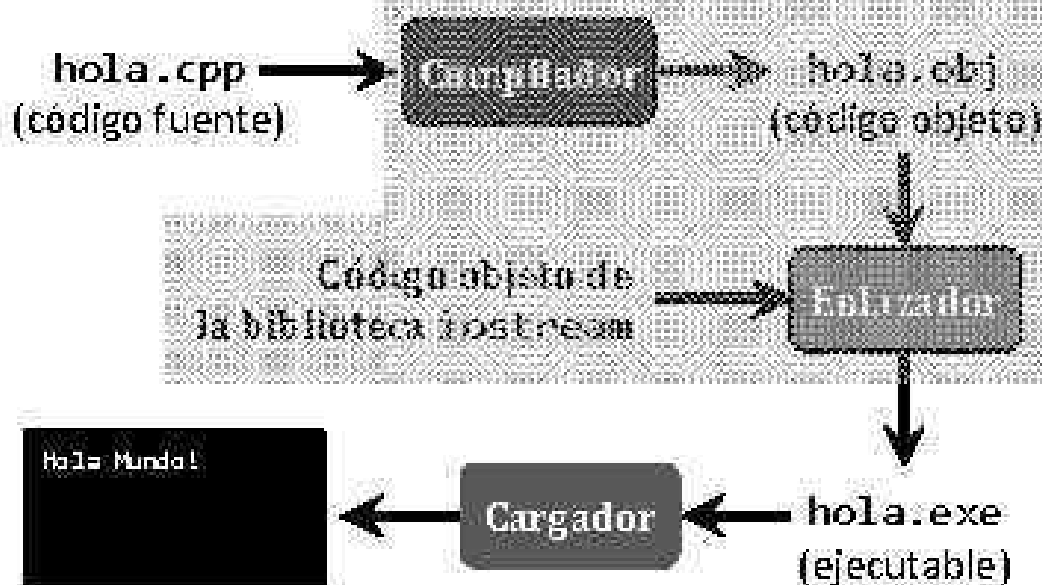 hola.cpp
(código fuente)
Compilador
hola.obj
(código objeto)
Código objeto de
la biblioteca iostream
Enlazador
Hola Mundo!
Cargador
hola.exe
(ejecutable)